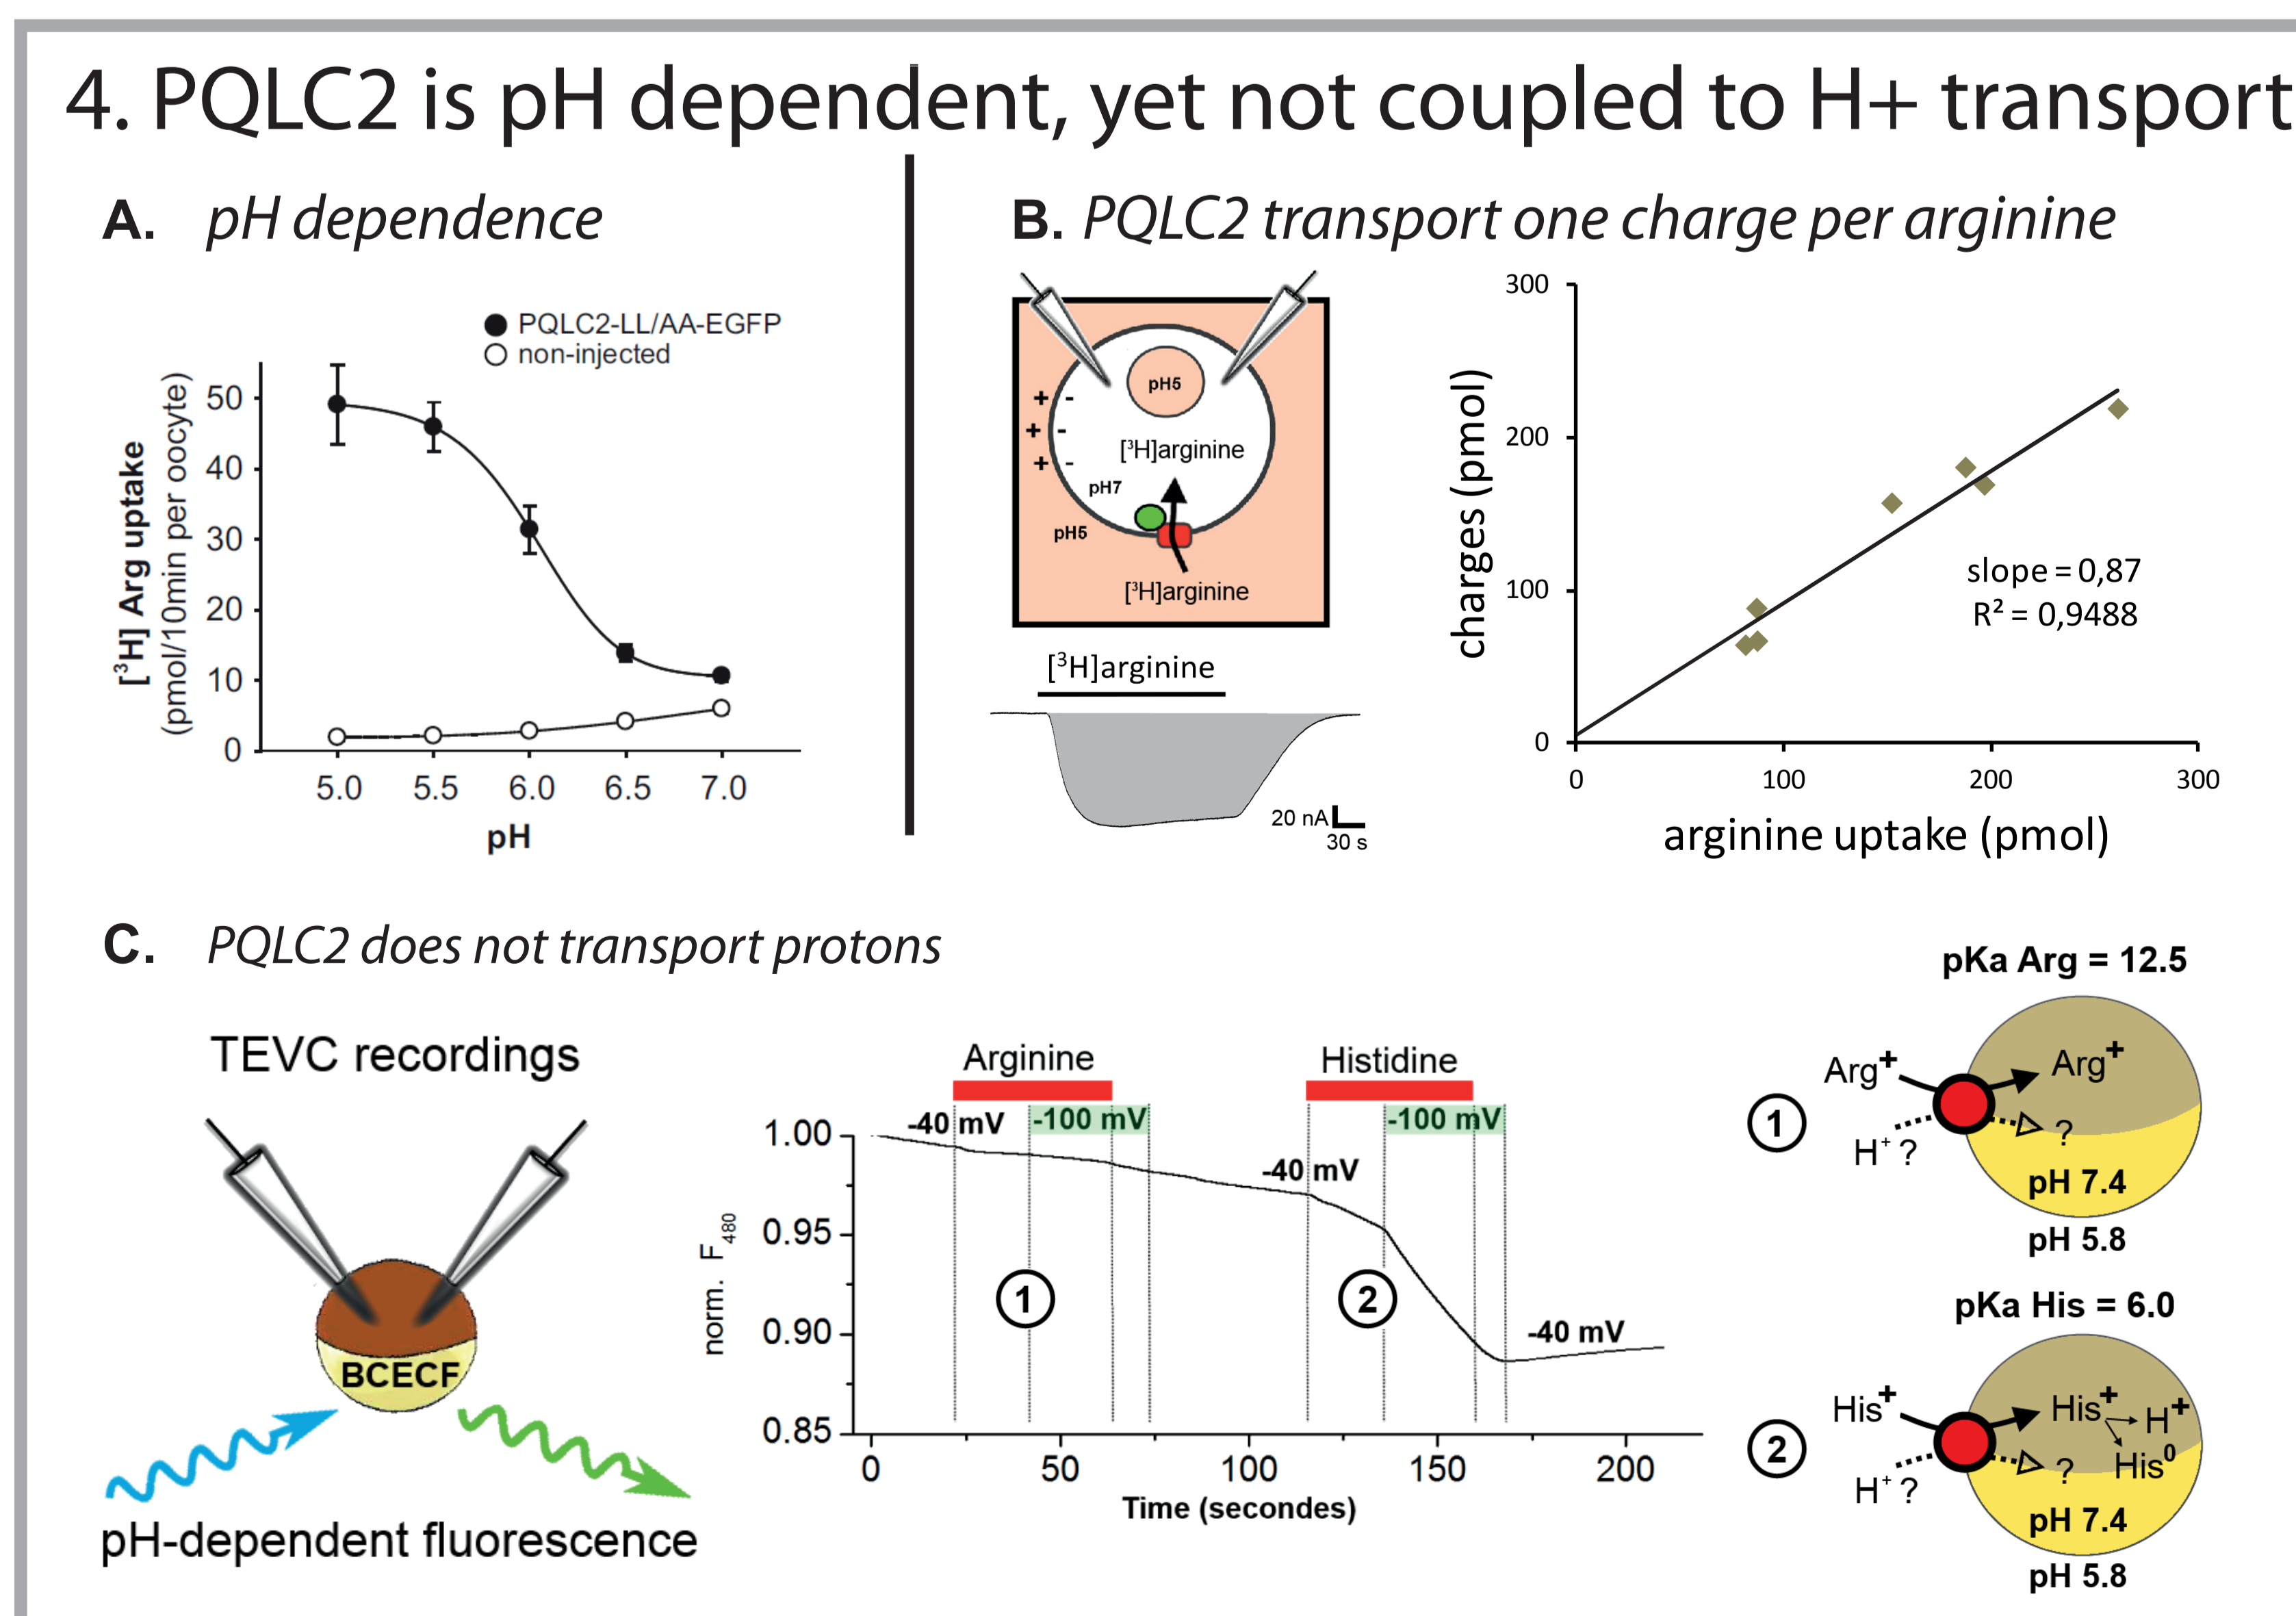 4. PQLC2 is pH dependent, yet not coupled to H+ transport
A. pH dependence
PQLC2-LL/AA-EGFP
non-injected
[³H] Arg uptake
(pmol/10min per oocyte)
50
40
30
20
10
0
5.0 5.5 6.0 6.5 7.0
pH
B. PQLC2 transport one charge per arginine
+ -
+ -
+ -
pH5
[³H]arginine
pH7
pH5
[³H]arginine
[³H]arginine
20 nA
30 s
charges (pmol)
300
200
100
0
slope = 0,87
R² = 0,9488
0 100 200 300
arginine uptake (pmol)
C. PQLC2 does not transport protons
TEVC recordings
BCECF
pH-dependent fluorescence
Arginine Histidine
-40 mV -100 mV -100 mV
-40 mV
-40 mV
norm. F₄₈₀
1.00
0.95
0.90
0.85
1 2
0 50 100 150 200
Time (secondes)
pKa Arg = 12.5
1
Arg⁺ Arg⁺
H⁺ ? ?
pH 7.4
pH 5.8
pKa His = 6.0
2
His⁺ His⁺ H⁺
His⁰
H⁺ ? ?
pH 7.4
pH 5.8